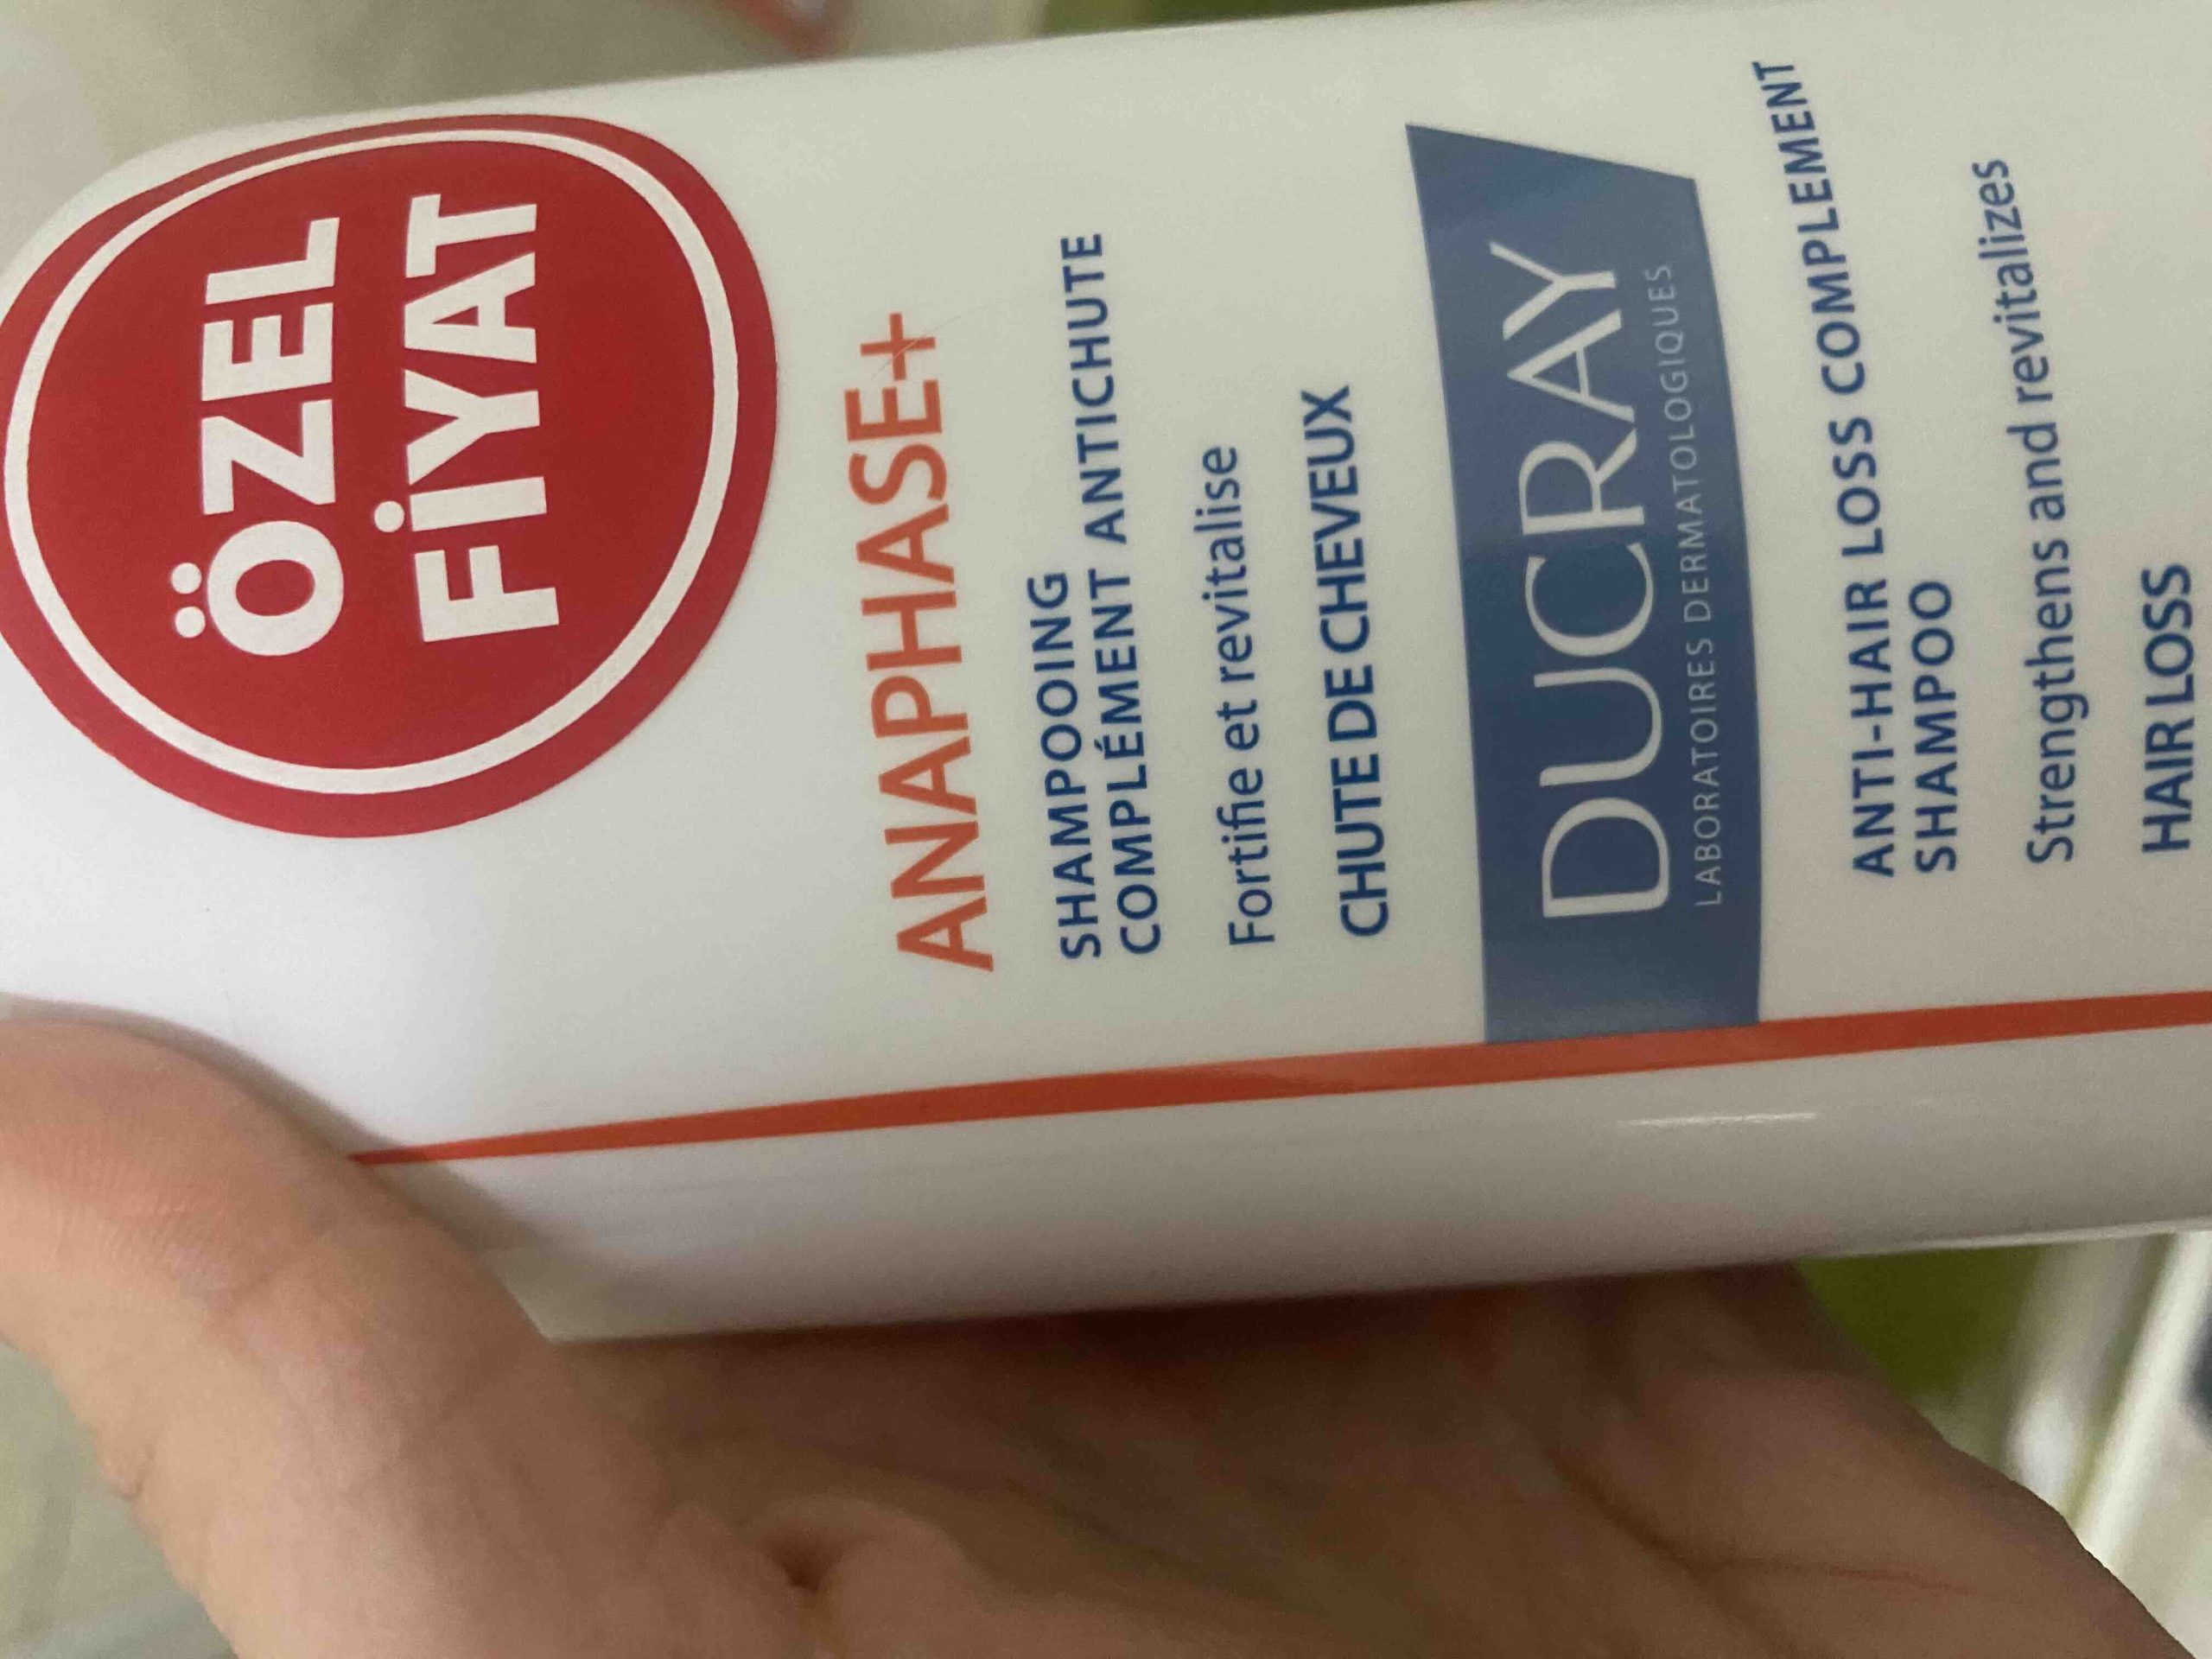 ÖZEL
FİYAT
ANAPHASE+
SHAMPOOING
COMPLÉMENT ANTICHUTE
Fortifie et revitalise
CHUTE DE CHEVEUX
DUCRAY
LABORATOIRES DERMATOLOGIQUES
ANTI-HAIR LOSS COMPLEMENT
SHAMPOO
Strengthens and revitalizes
HAIR LOSS